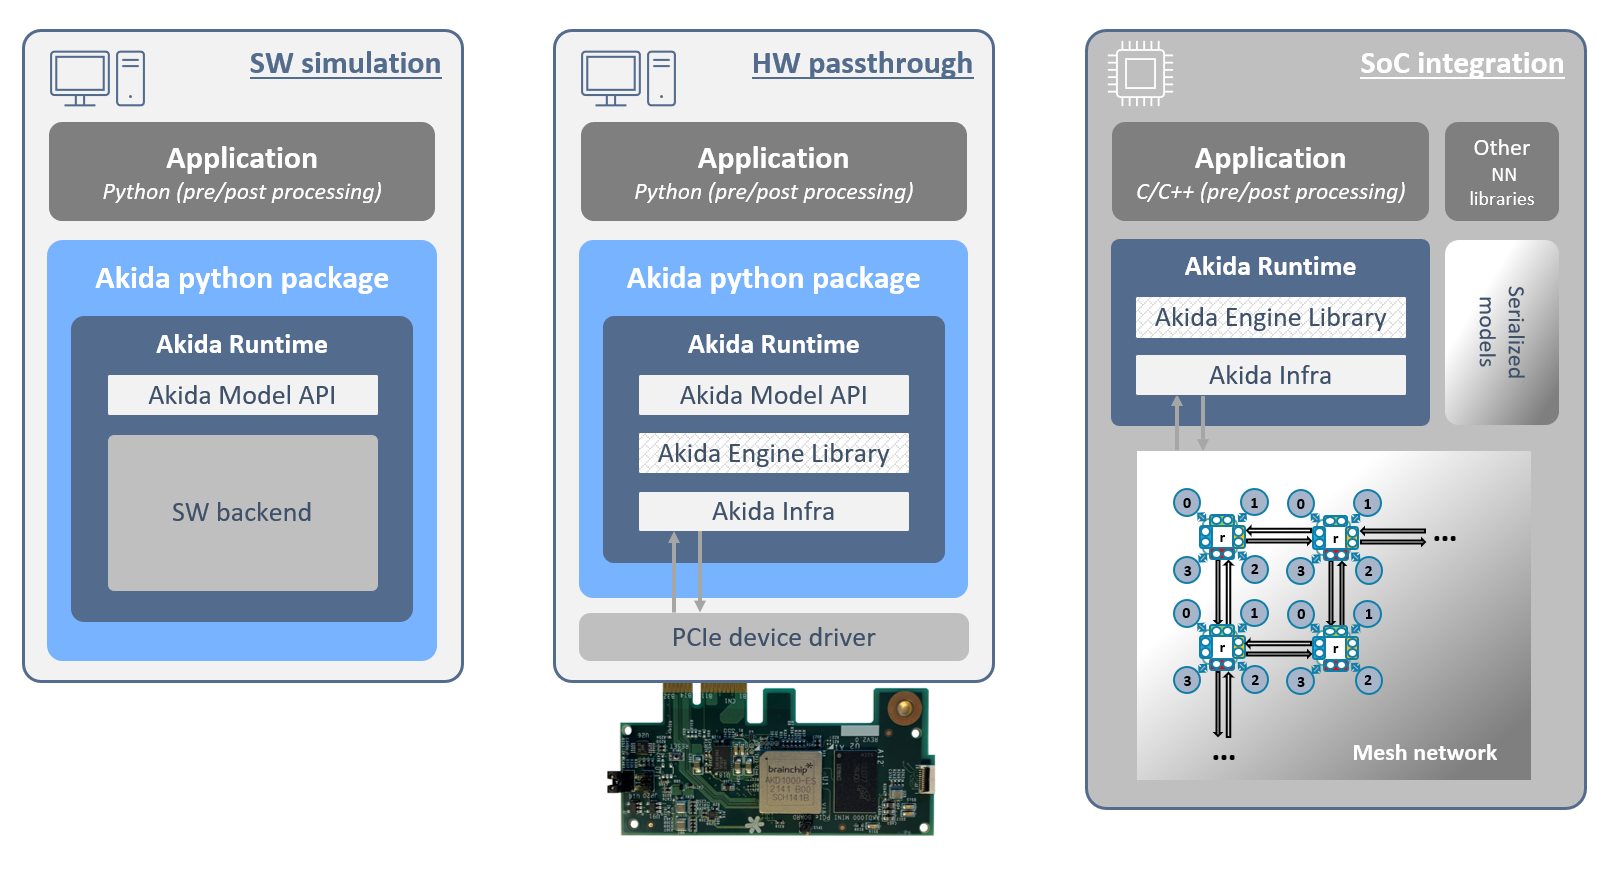 SW simulation
Application
Python (pre/post processing)
Akida python package
Akida Runtime
Akida Model API
SW backend
HW passthrough
Application
Python (pre/post processing)
Akida python package
Akida Runtime
Akida Model API
Akida Engine Library
Akida Infra
PCIe device driver
brainchip
AKD1000-ES
2141 B00
SCH141B
SoC integration
Application
C/C++ (pre/post processing)
Other
NN
libraries
Akida Runtime
Akida Engine Library
Akida Infra
Serialized
models
0 1 0 1
r r ...
3 2 3 2
0 1 0 1
r r
3 2 3 2
...
Mesh network